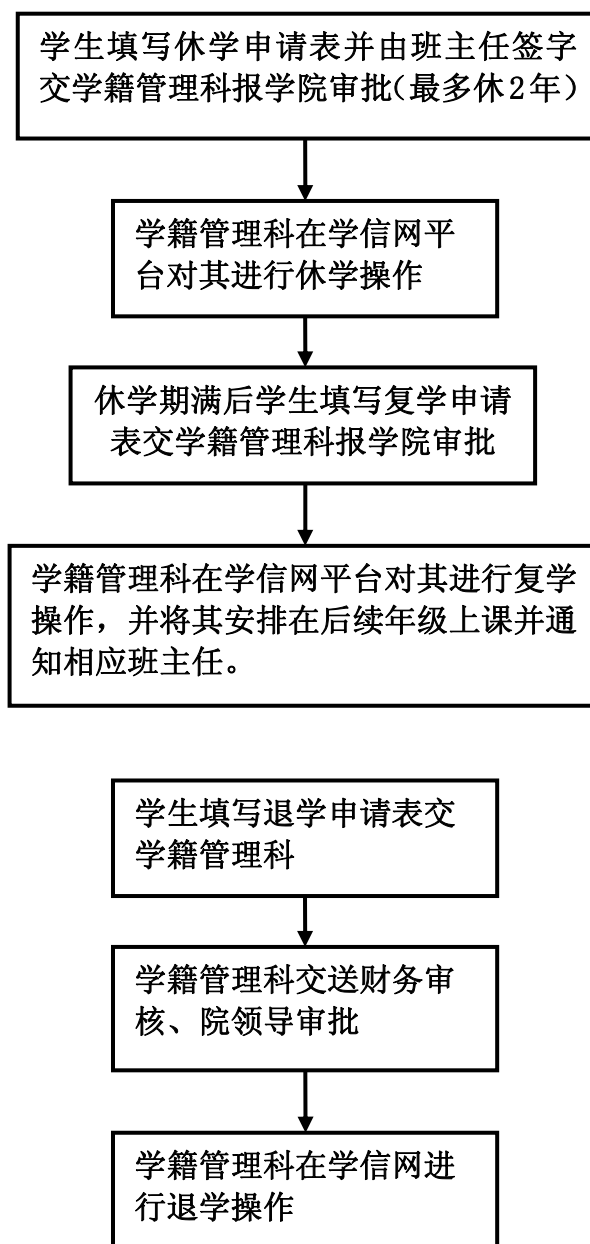 学生填写休学申请表并由班主任签字
交学籍管理科报学院审批（最多休2年）
学籍管理科在学信网平
台对其进行休学操作
休学期满后学生填写复学申请
表交学籍管理科报学院审批
学籍管理科在学信网平台对其进行复学
操作，并将其安排在后续年级上课并通
知相应班主任。
学生填写退学申请表交
学籍管理科
学籍管理科交送财务审
核、院领导审批
学籍管理科在学信网进
行退学操作